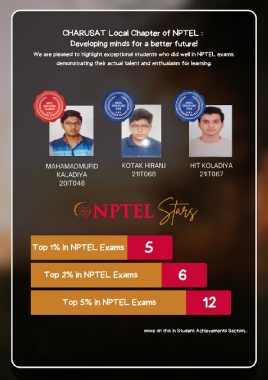 CHARUSAT Local Chapter of NPTEL :
Developing minds for a better future!
We are pleased to highlight exceptional students who did well in NPTEL exams,
demonstrating their actual talent and enthusiasm for learning.
MAHAMADMUFID
KALADIYA
20IT048
KOTAK HIRANJ
21IT068
HIT KOLADIYA
21IT067
NPTEL Stars
Top 1% in NPTEL Exams 5
Top 2% in NPTEL Exams 6
Top 5% in NPTEL Exams 12
more on this in Student Achievements Section...